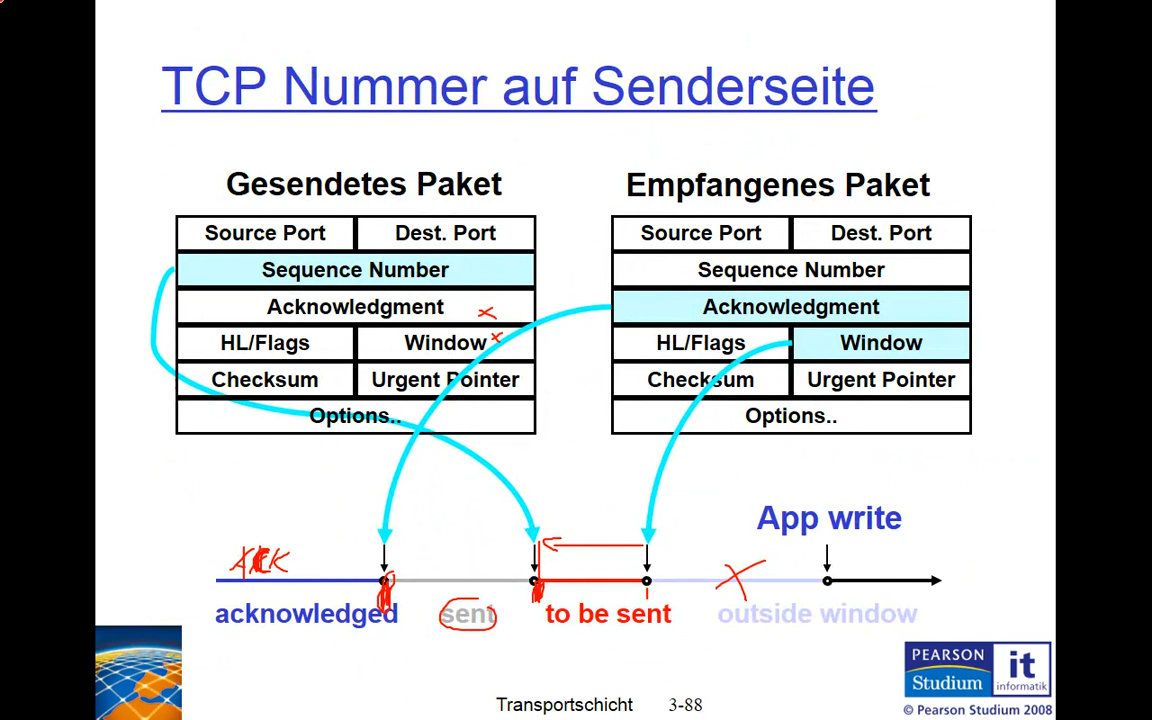 TCP Nummer auf Senderseite
Gesendetes Paket
Source Port Dest. Port
Sequence Number
Acknowledgment
HL/Flags Window
Checksum Urgent Pointer
Options..
Empfangenes Paket
Source Port Dest. Port
Sequence Number
Acknowledgment
HL/Flags Window
Checksum Urgent Pointer
Options..
App write
ACK
acknowledged sent to be sent outside window
Transportschicht 3-88
PEARSON
Studium
it
informatik
© Pearson Studium 2008